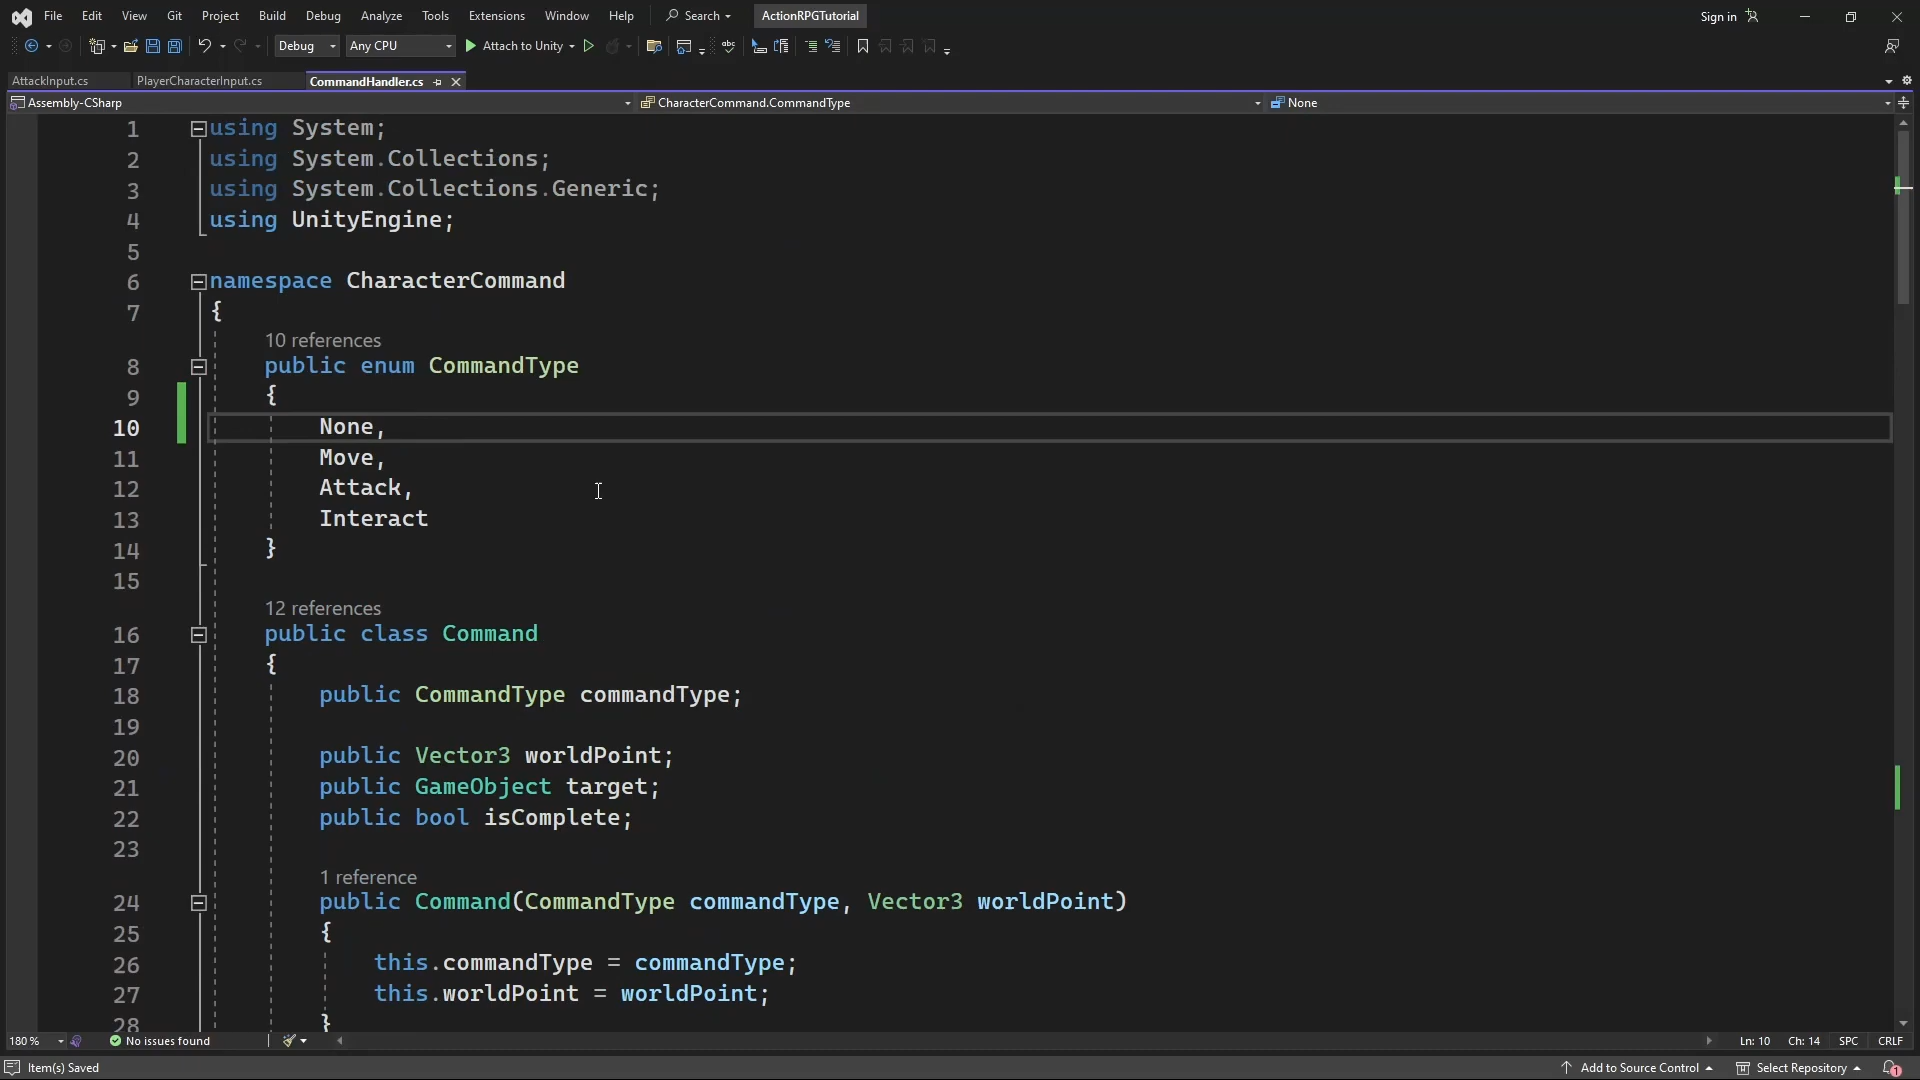 File Edit View Git Project Build Debug Analyze Tools Extensions Window Help Search ActionRPGTutorial Sign in
Debug Any CPU Attach to Unity abc
AttackInput.cs PlayerCharacterInput.cs CommandHandler.cs
Assembly-CSharp CharacterCommand.CommandType None
1 using System;
2 using System.Collections;
3 using System.Collections.Generic;
4 using UnityEngine;
5
6 namespace CharacterCommand
7 {
10 references
8 public enum CommandType
9 {
10 None,
11 Move,
12 Attack,
13 Interact
14 }
15
12 references
16 public class Command
17 {
18 public CommandType commandType;
19
20 public Vector3 worldPoint;
21 public GameObject target;
22 public bool isComplete;
23
1 reference
24 public Command(CommandType commandType, Vector3 worldPoint)
25 {
26 this.commandType = commandType;
27 this.worldPoint = worldPoint;
28 }
180 % No issues found Ln: 10 Ch: 14 SPC CRLF
Item(s) Saved Add to Source Control Select Repository 1